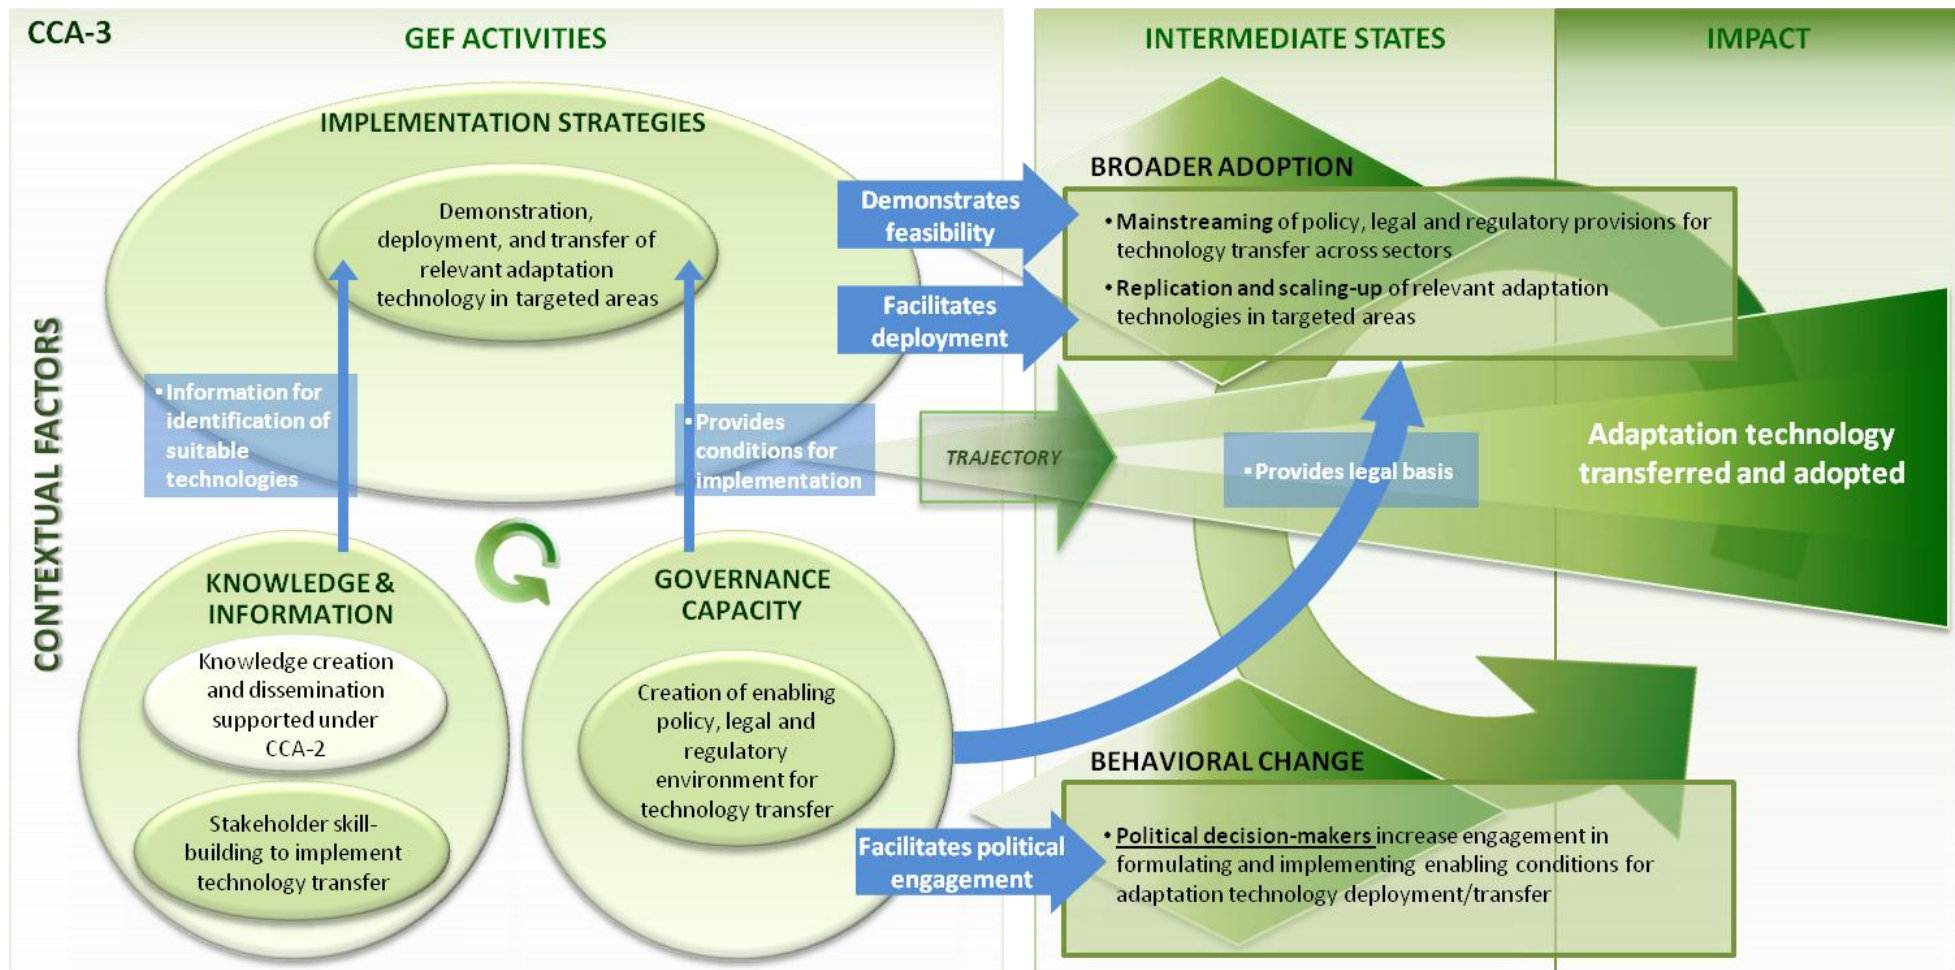 CCA-3
GEF ACTIVITIES
INTERMEDIATE STATES
IMPACT
CONTEXTUAL FACTORS
IMPLEMENTATION STRATEGIES
Demonstration,
deployment, and transfer of
relevant adaptation
technology in targeted areas
Demonstrates
feasibility
Facilitates
deployment
BROADER ADOPTION
• Mainstreaming of policy, legal and regulatory provisions for
technology transfer across sectors
• Replication and scaling-up of relevant adaptation
technologies in targeted areas
▪ Information for
identification of
suitable
technologies
▪ Provides
conditions for
implementation
TRAJECTORY
▪ Provides legal basis
Adaptation technology
transferred and adopted
KNOWLEDGE &
INFORMATION
Knowledge creation
and dissemination
supported under
CCA-2
Stakeholder skill-
building to implement
technology transfer
GOVERNANCE
CAPACITY
Creation of enabling
policy, legal and
regulatory
environment for
technology transfer
Facilitates political
engagement
BEHAVIORAL CHANGE
• Political decision-makers increase engagement in
formulating and implementing enabling conditions for
adaptation technology deployment/transfer